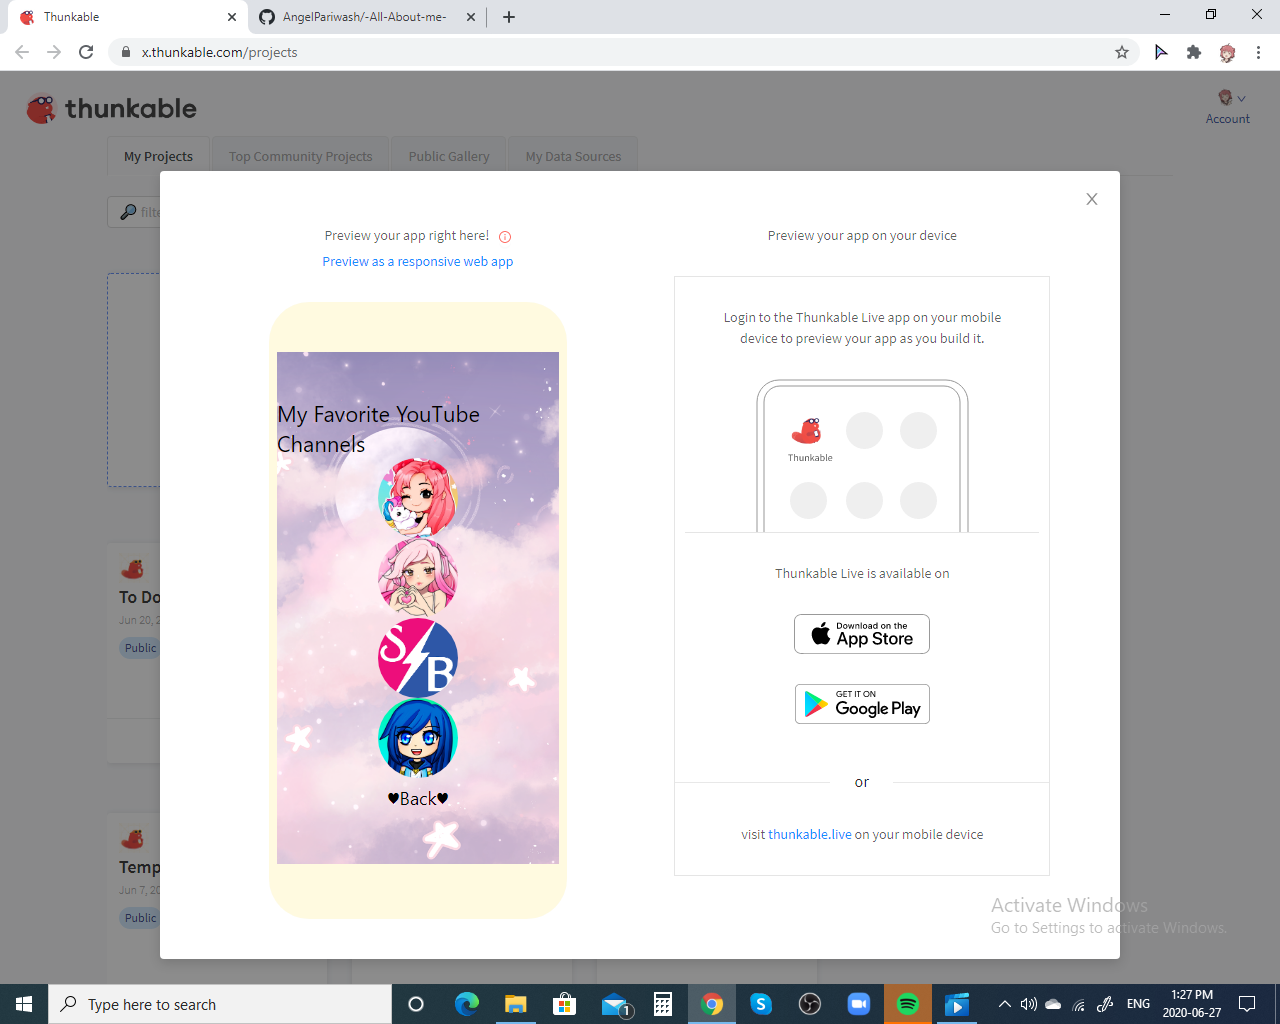 Thunkable
AngelPariwash/-All-About-me-
x.thunkable.com/projects
thunkable
Account
My Projects
Top Community Projects
Public Gallery
My Data Sources
filte
Preview your app right here!
Preview as a responsive web app
My Favorite YouTube
Channels
S
B
♥Back♥
Preview your app on your device
Login to the Thunkable Live app on your mobile
device to preview your app as you build it.
Thunkable
Thunkable Live is available on
Download on the
App Store
GET IT ON
Google Play
or
visit thunkable.live on your mobile device
To Do
Jun 20, 2
Public
Temp
Jun 7, 20
Public
Activate Windows
Go to Settings to activate Windows.
Type here to search
1
ENG
1:27 PM
2020-06-27